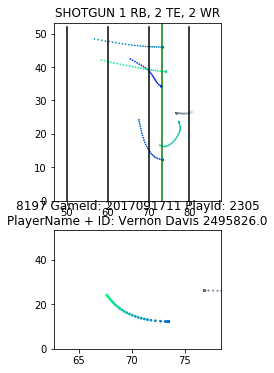 SHOTGUN 1 RB, 2 TE, 2 WR
50
40
30
20
10
0
50 60 70 80
8197 GameId: 2017091711 PlayId: 2305
PlayerName + ID: Vernon Davis 2495826.0
40
20
0
65 70 75